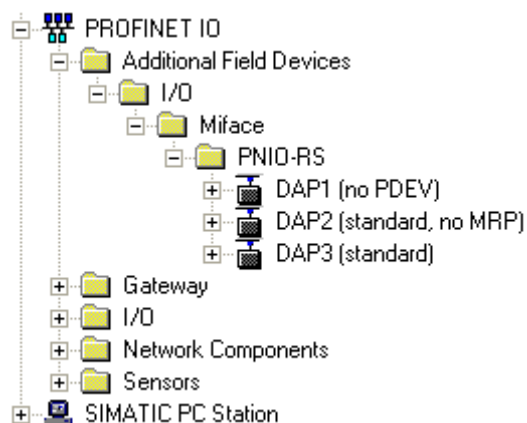 PROFINET IO
Additional Field Devices
I/O
Miface
PNIO-RS
DAP1 (no PDEV)
DAP2 (standard, no MRP)
DAP3 (standard)
Gateway
I/O
Network Components
Sensors
SIMATIC PC Station